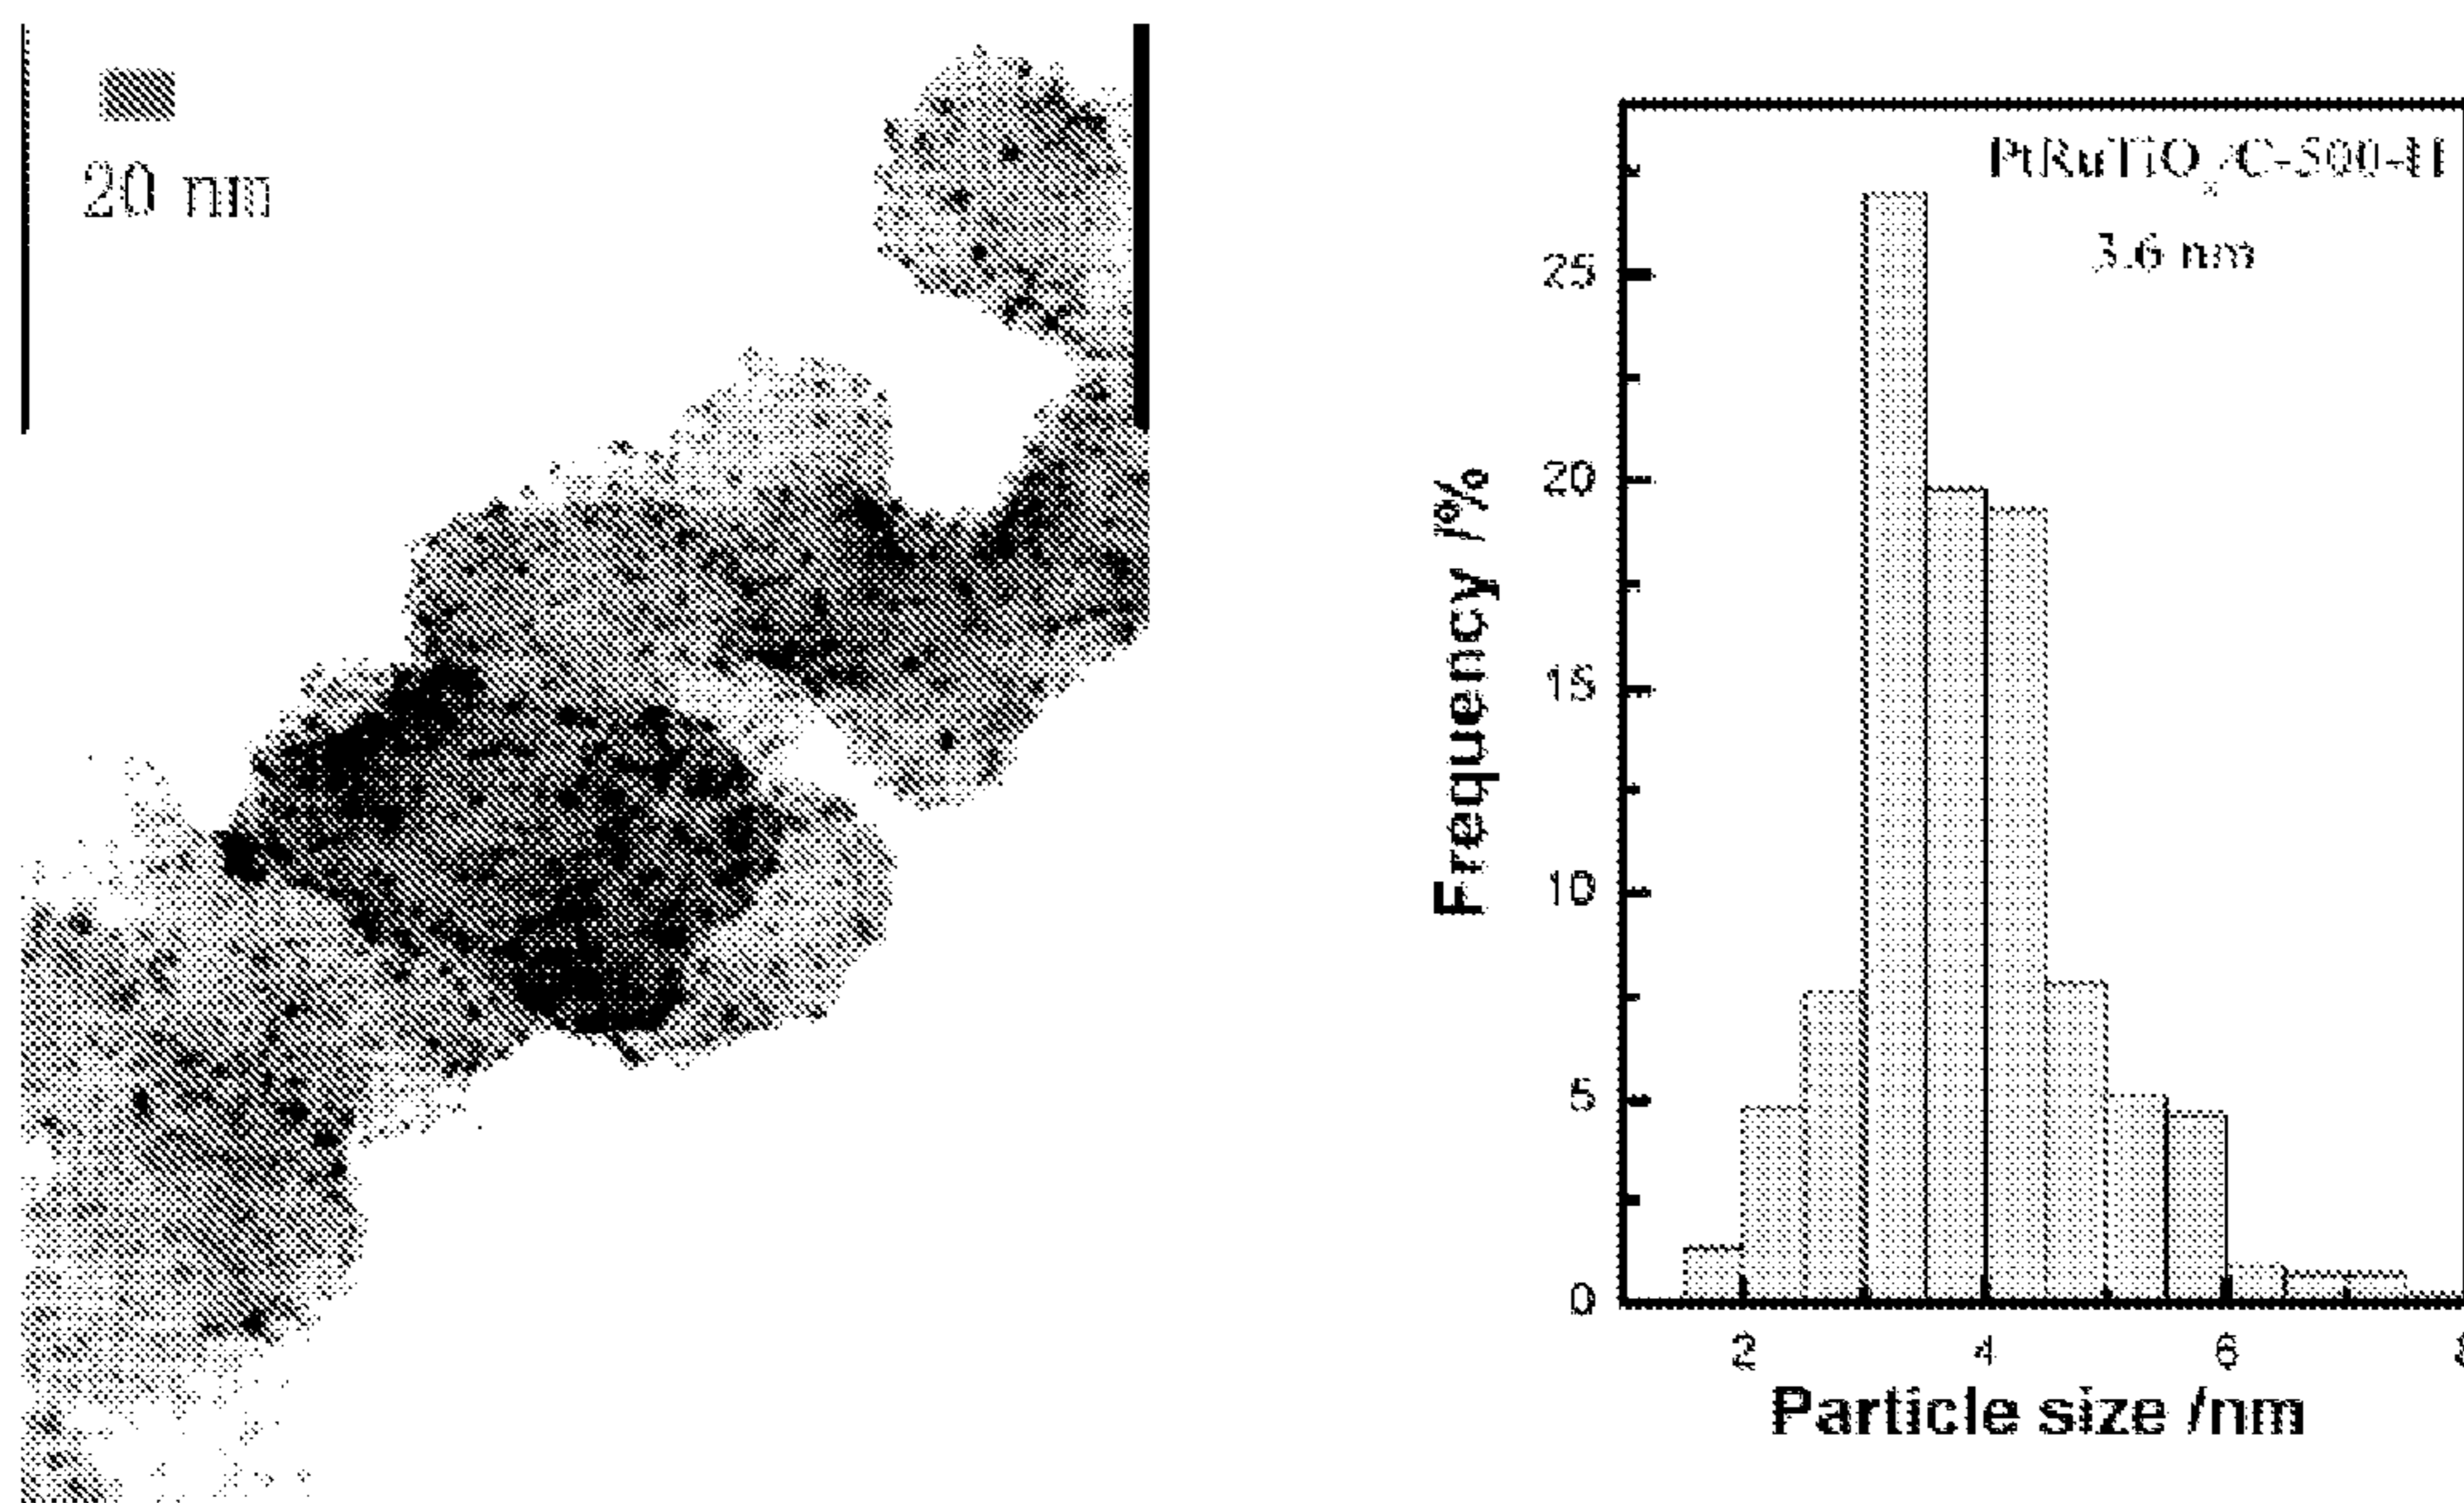 20 nm
PtRuTiOₓ/C-500-H
3.6 nm
Frequency /%
25
20
15
10
5
0
2 4 6 8
Particle size /nm